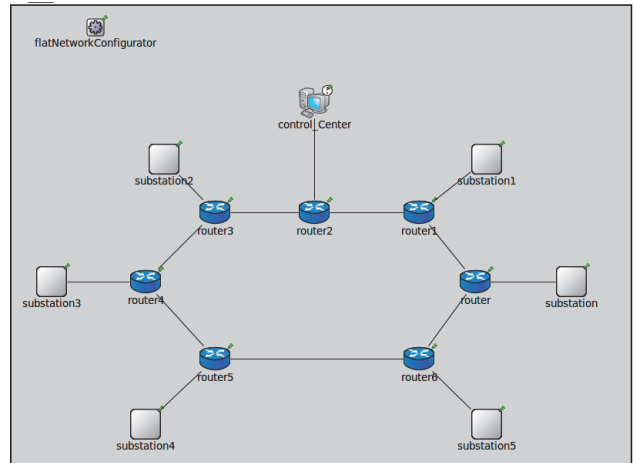 flatNetworkConfigurator
control_Center
substation2
substation1
router3
router2
router1
substation3
router4
router
substation
router5
router6
substation4
substation5